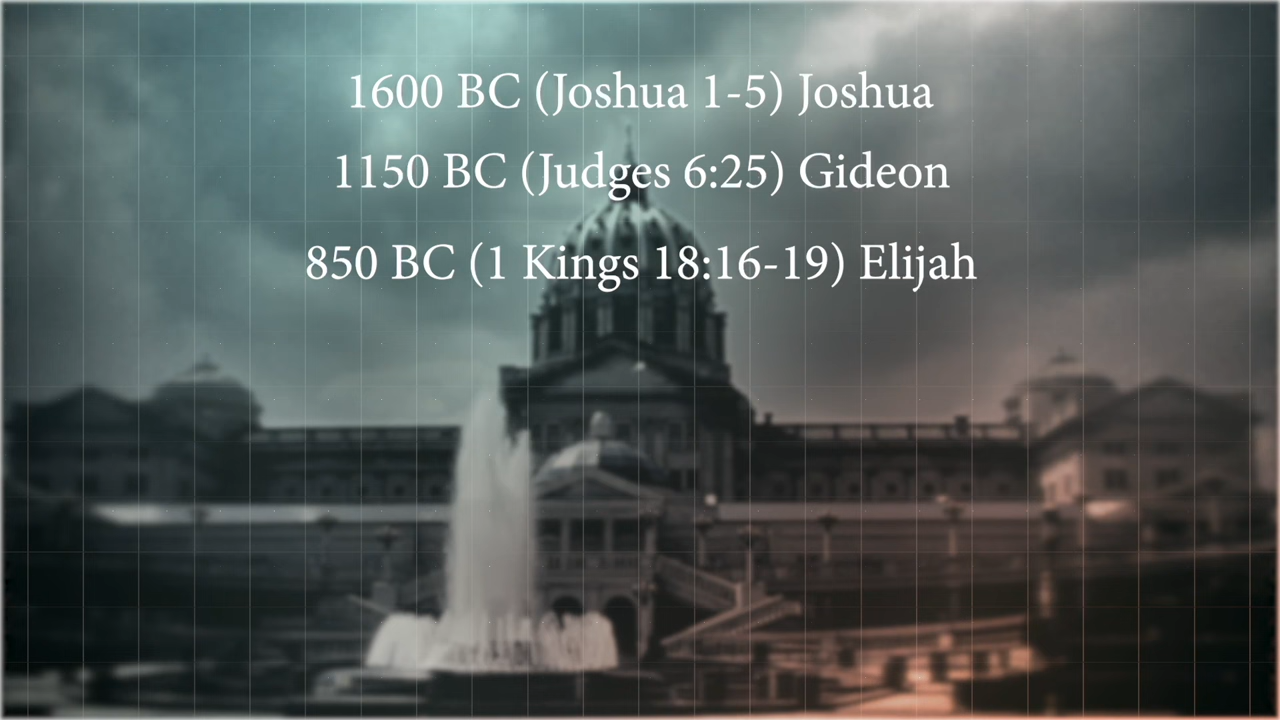 1600 BC (Joshua 1-5) Joshua
1150 BC (Judges 6:25) Gideon
850 BC (1 Kings 18:16-19) Elijah